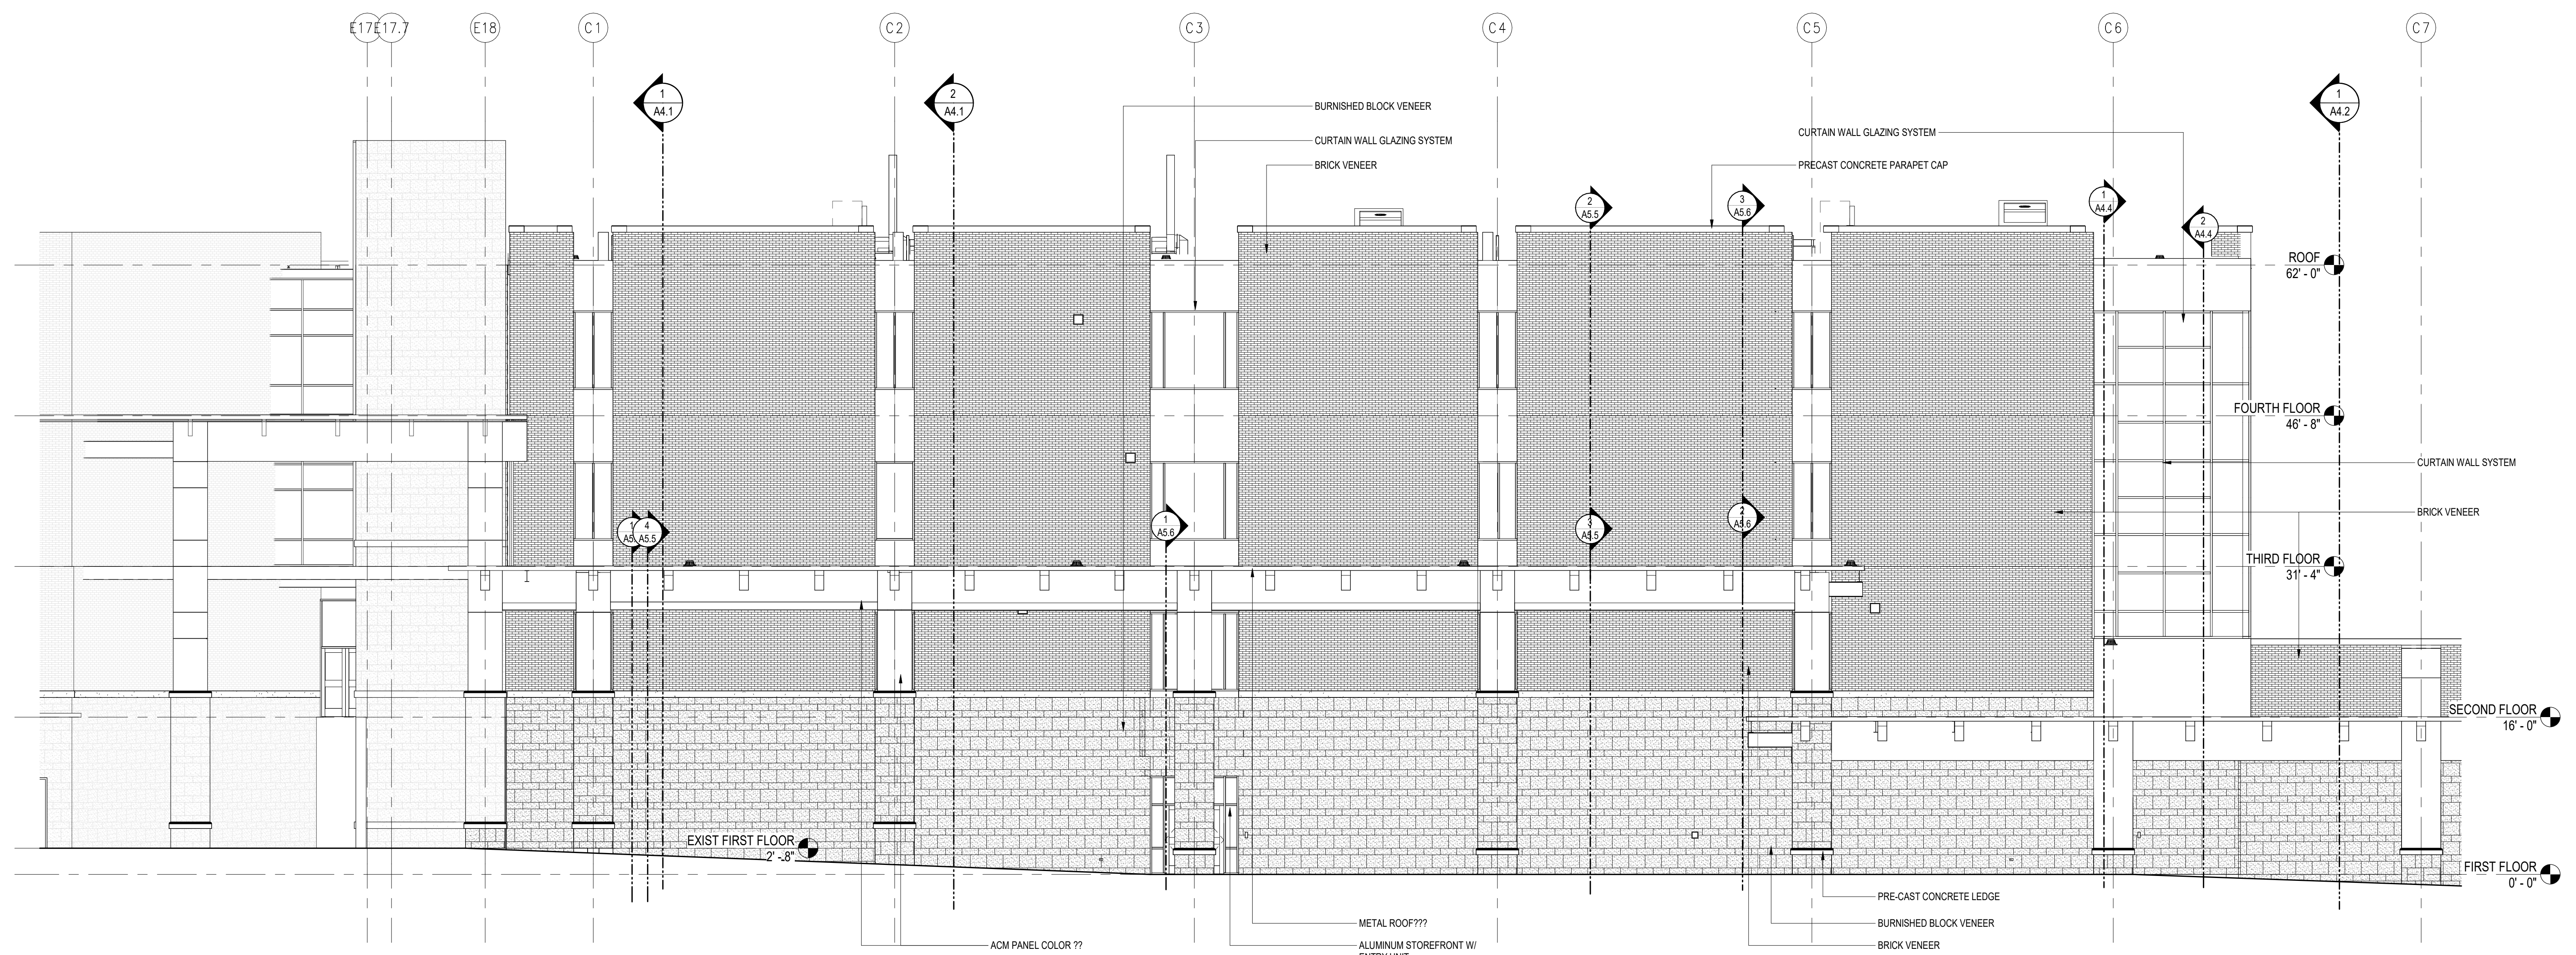 E17
E17.7
E18
C1
C2
C3
C4
C5
C6
C7
1
A4.1
2
A4.1
1
A4.2
BURNISHED BLOCK VENEER
CURTAIN WALL GLAZING SYSTEM
BRICK VENEER
CURTAIN WALL GLAZING SYSTEM
PRECAST CONCRETE PARAPET CAP
2
A5.5
3
A5.6
1
A4.4
2
A4.4
ROOF
62' - 0"
FOURTH FLOOR
46' - 8"
CURTAIN WALL SYSTEM
BRICK VENEER
1
4
A5.5
1
A5.6
3
A5.5
2
A5.6
THIRD FLOOR
31' - 4"
SECOND FLOOR
16' - 0"
EXIST FIRST FLOOR
2' - 8"
FIRST FLOOR
0' - 0"
PRE-CAST CONCRETE LEDGE
METAL ROOF???
BURNISHED BLOCK VENEER
ACM PANEL COLOR ??
ALUMINUM STOREFRONT W/
BRICK VENEER